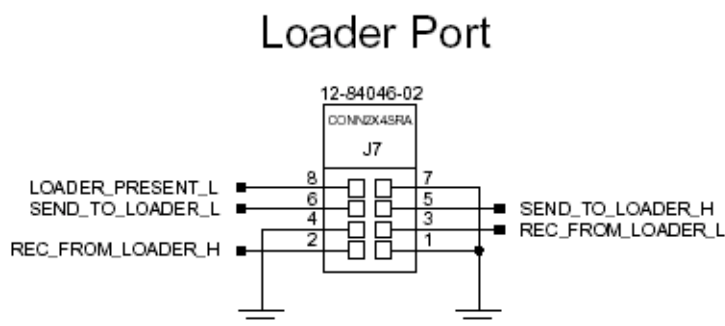 Loader Port
12-84046-02
CONN2X4SRA
J7
LOADER_PRESENT_L 8 7
SEND_TO_LOADER_L 6 5 SEND_TO_LOADER_H
4 3 REC_FROM_LOADER_L
REC_FROM_LOADER_H 2 1